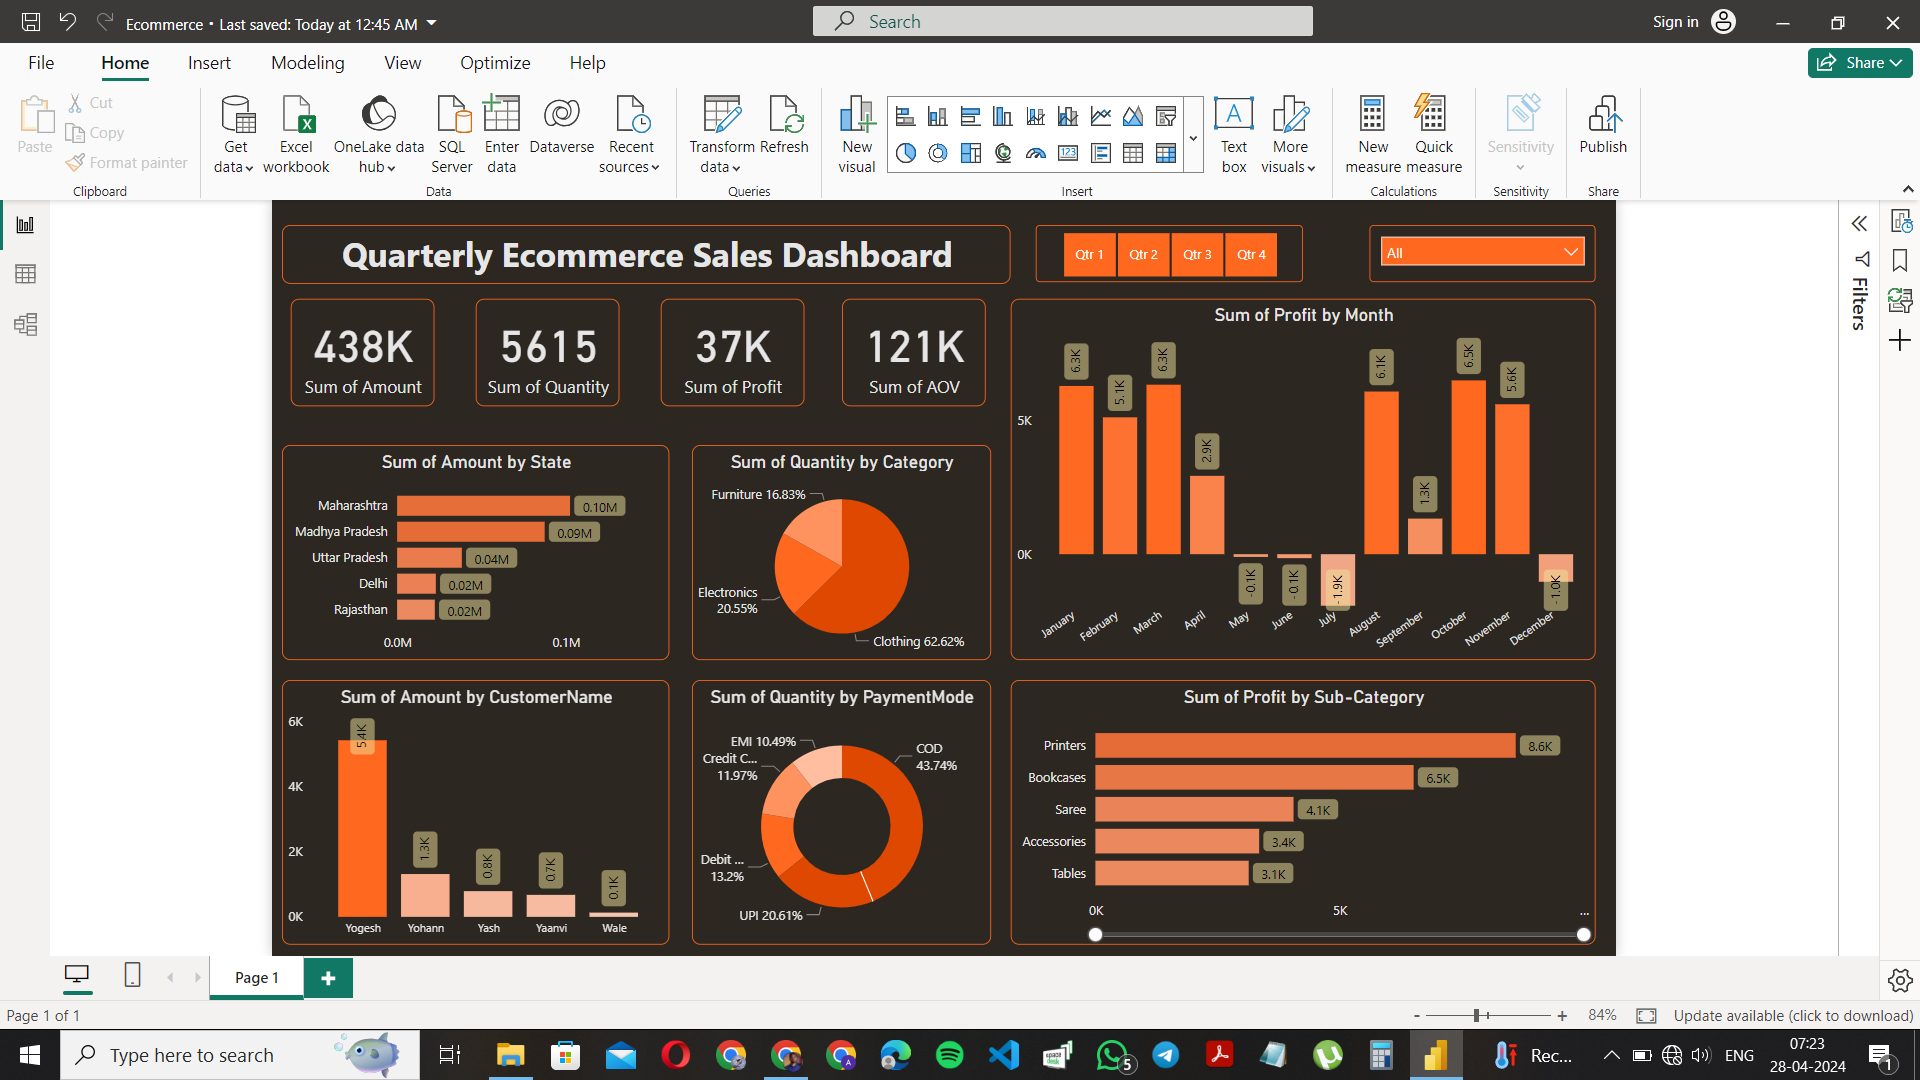 Ecommerce • Last saved: Today at 12:45 AM
Search
Sign in
File
Home
Insert
Modeling
View
Optimize
Help
Share
Paste
Cut
Copy
Format painter
Clipboard
Get data
Excel workbook
OneLake data hub
SQL Server
Enter data
Dataverse
Recent sources
Data
Transform data
Refresh
Queries
New visual
Text box
More visuals
Insert
New measure
Quick measure
Calculations
Sensitivity
Sensitivity
Publish
Share
Filters
Quarterly Ecommerce Sales Dashboard
Qtr 1
Qtr 2
Qtr 3
Qtr 4
All
438K
Sum of Amount
5615
Sum of Quantity
37K
Sum of Profit
121K
Sum of AOV
Sum of Profit by Month
5K
0K
6.3K
5.1K
6.3K
2.9K
-0.1K
-0.1K
-1.9K
6.1K
1.3K
6.5K
5.6K
-1.0K
January
February
March
April
May
June
July
August
September
October
November
December
Sum of Amount by State
Maharashtra
0.10M
Madhya Pradesh
0.09M
Uttar Pradesh
0.04M
Delhi
0.02M
Rajasthan
0.02M
0.0M
0.1M
Sum of Quantity by Category
Furniture 16.83%
Electronics
20.55%
Clothing 62.62%
Sum of Amount by CustomerName
6K
4K
2K
0K
5.4K
1.3K
0.8K
0.7K
0.1K
Yogesh
Yohann
Yash
Yaanvi
Wale
Sum of Quantity by PaymentMode
EMI 10.49%
Credit C...
11.97%
COD
43.74%
Debit ...
13.2%
UPI 20.61%
Sum of Profit by Sub-Category
Printers
8.6K
Bookcases
6.5K
Saree
4.1K
Accessories
3.4K
Tables
3.1K
0K
5K
...
Page 1
Page 1 of 1
- + 84%
Update available (click to download)
Type here to search
5
Rec...
ENG
07:23
28-04-2024
1